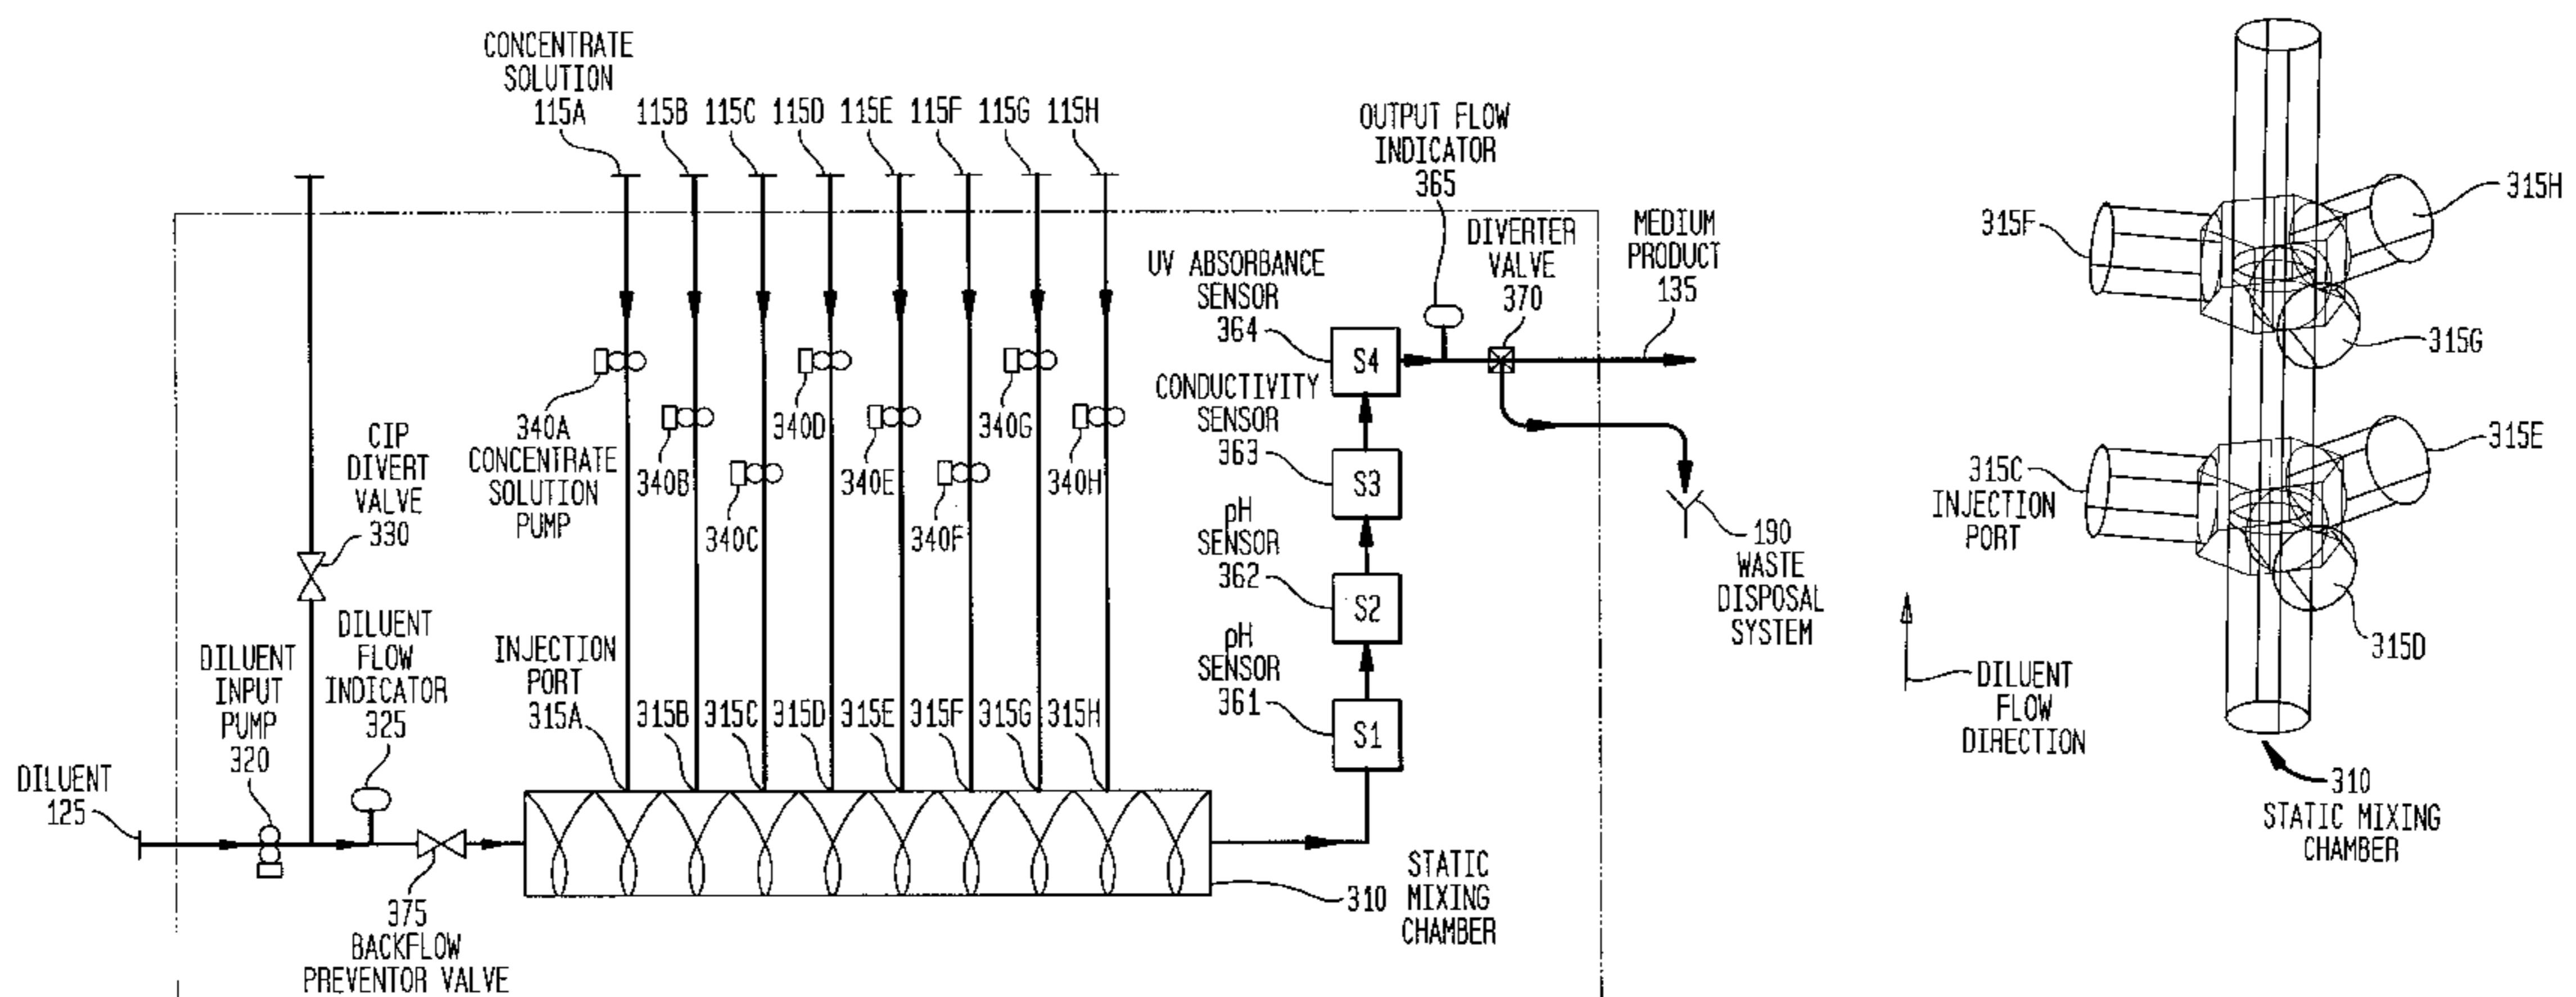 CONCENTRATE
SOLUTION
115A
115B
115C
115D
115E
115F
115G
115H
OUTPUT FLOW
INDICATOR
365
DIVERTER
VALVE
370
MEDIUM
PRODUCT
135
UV ABSORBANCE
SENSOR
364
S4
CONDUCTIVITY
SENSOR
363
S3
pH
SENSOR
362
S2
pH
SENSOR
361
S1
190
WASTE
DISPOSAL
SYSTEM
340A
CONCENTRATE
SOLUTION
PUMP
340B
340C
340D
340E
340F
340G
340H
CIP
DIVERT
VALVE
330
DILUENT
FLOW
INDICATOR
325
DILUENT
INPUT
PUMP
320
DILUENT
125
INJECTION
PORT
315A
315B
315C
315D
315E
315F
315G
315H
375
BACKFLOW
PREVENTOR VALVE
310
STATIC
MIXING
CHAMBER
315F
315H
315G
315C
INJECTION
PORT
315E
315D
DILUENT
FLOW
DIRECTION
310
STATIC MIXING
CHAMBER